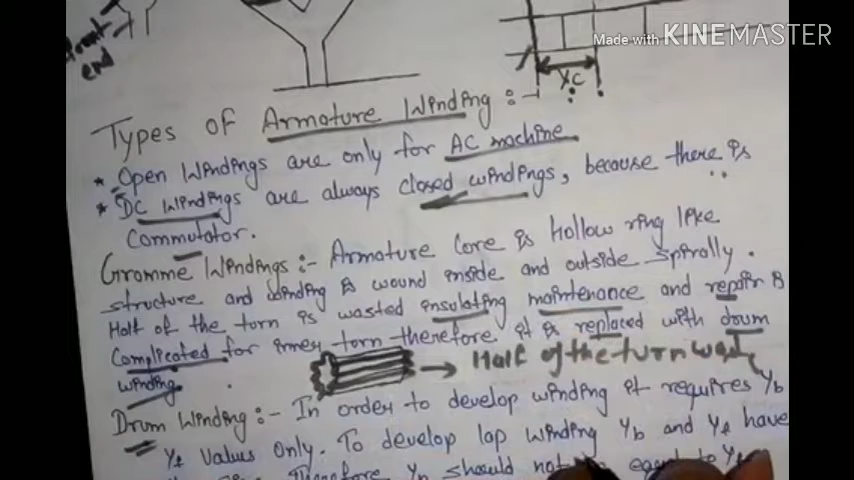 Front
end
Made with KINEMASTER
Yc
Types of Armature Winding :-
* Open Windings are only for AC machine
* DC Windings are always closed windings, because there is
Commutator.
Gramme Windings :- Armature Core is Hollow ring like
structure and winding is wound inside and outside spirally.
Half of the turn is wasted insulating maintenance and repair is
Complicated for inner turn therefore it is replaced with drum
winding.
Half of the turn
Drum Winding :- In order to develop winding it requires Yb
Yf Values only. To develop lap winding Yb and Yf have
Therefore Yb should not equal to Yf